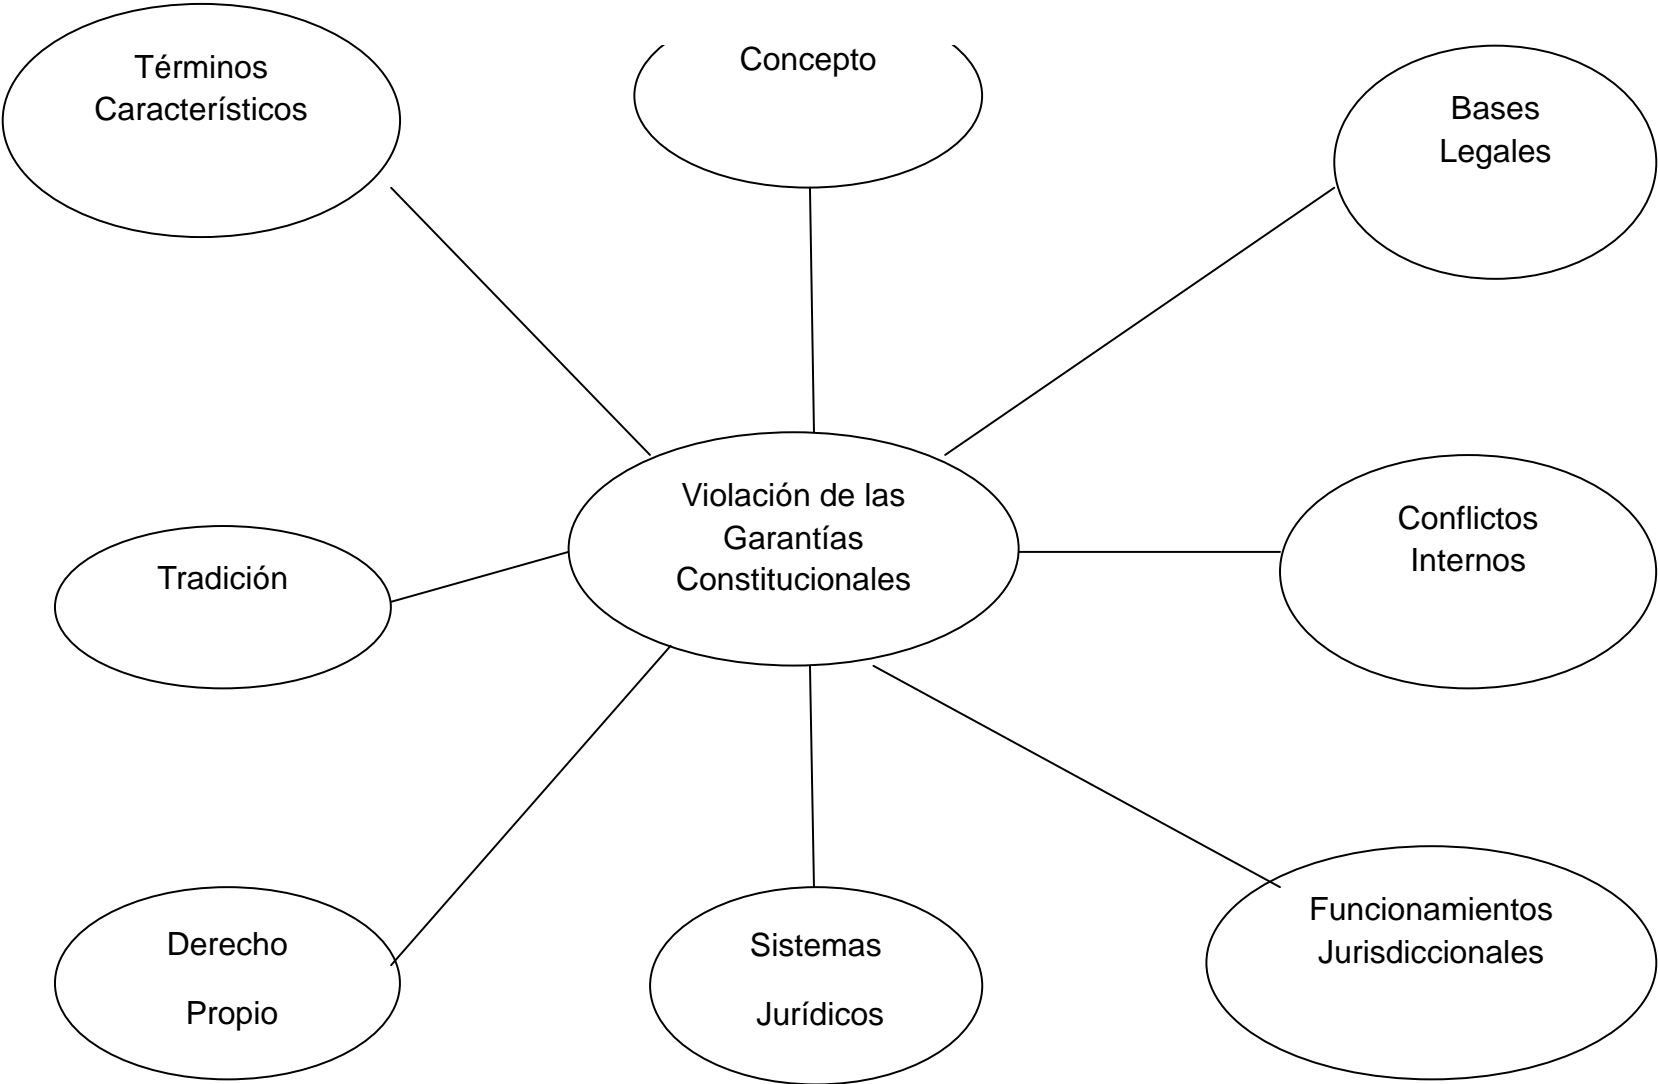 Términos
Característicos
Concepto
Bases
Legales
Violación de las
Garantías
Constitucionales
Conflictos
Internos
Tradición
Derecho
Propio
Sistemas
Jurídicos
Funcionamientos
Jurisdiccionales